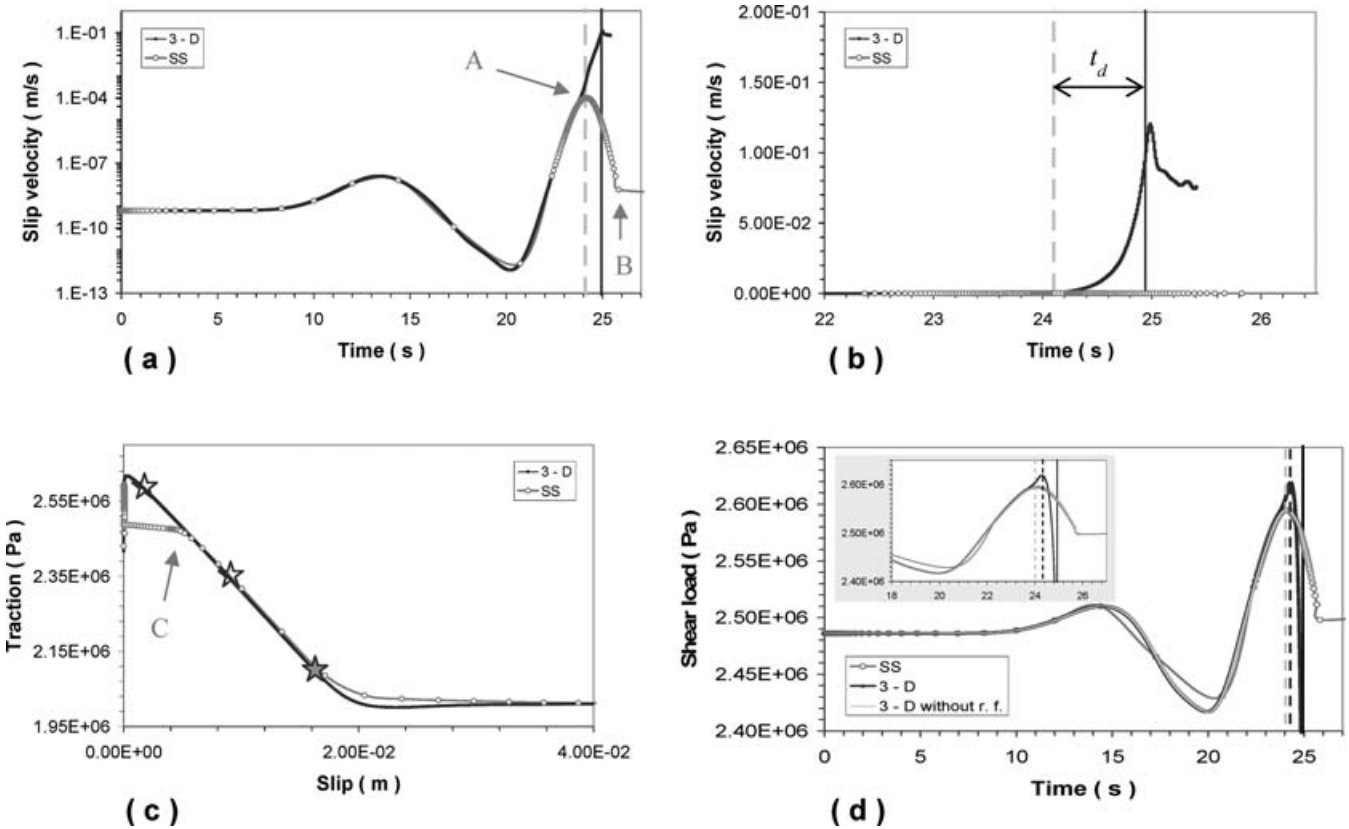 1.E-01
1.E-04
1.E-07
1.E-10
1.E-13
Slip velocity ( m/s )
3 - D
SS
A
B
0 5 10 15 20 25
Time ( s )
( a )
2.00E-01
1.50E-01
1.00E-01
5.00E-02
0.00E+00
Slip velocity ( m/s )
3 - D
SS
t_d
22 23 24 25 26
Time ( s )
( b )
2.55E+06
2.35E+06
2.15E+06
1.95E+06
Traction ( Pa )
3 - D
SS
C
0.00E+00 2.00E-02 4.00E-02
Slip ( m )
( c )
2.65E+06
2.60E+06
2.55E+06
2.50E+06
2.45E+06
2.40E+06
Shear load ( Pa )
2.60E+06
2.50E+06
2.40E+06
18 20 22 24 26
SS
3 - D
3 - D without r. f.
0 5 10 15 20 25
Time ( s )
( d )